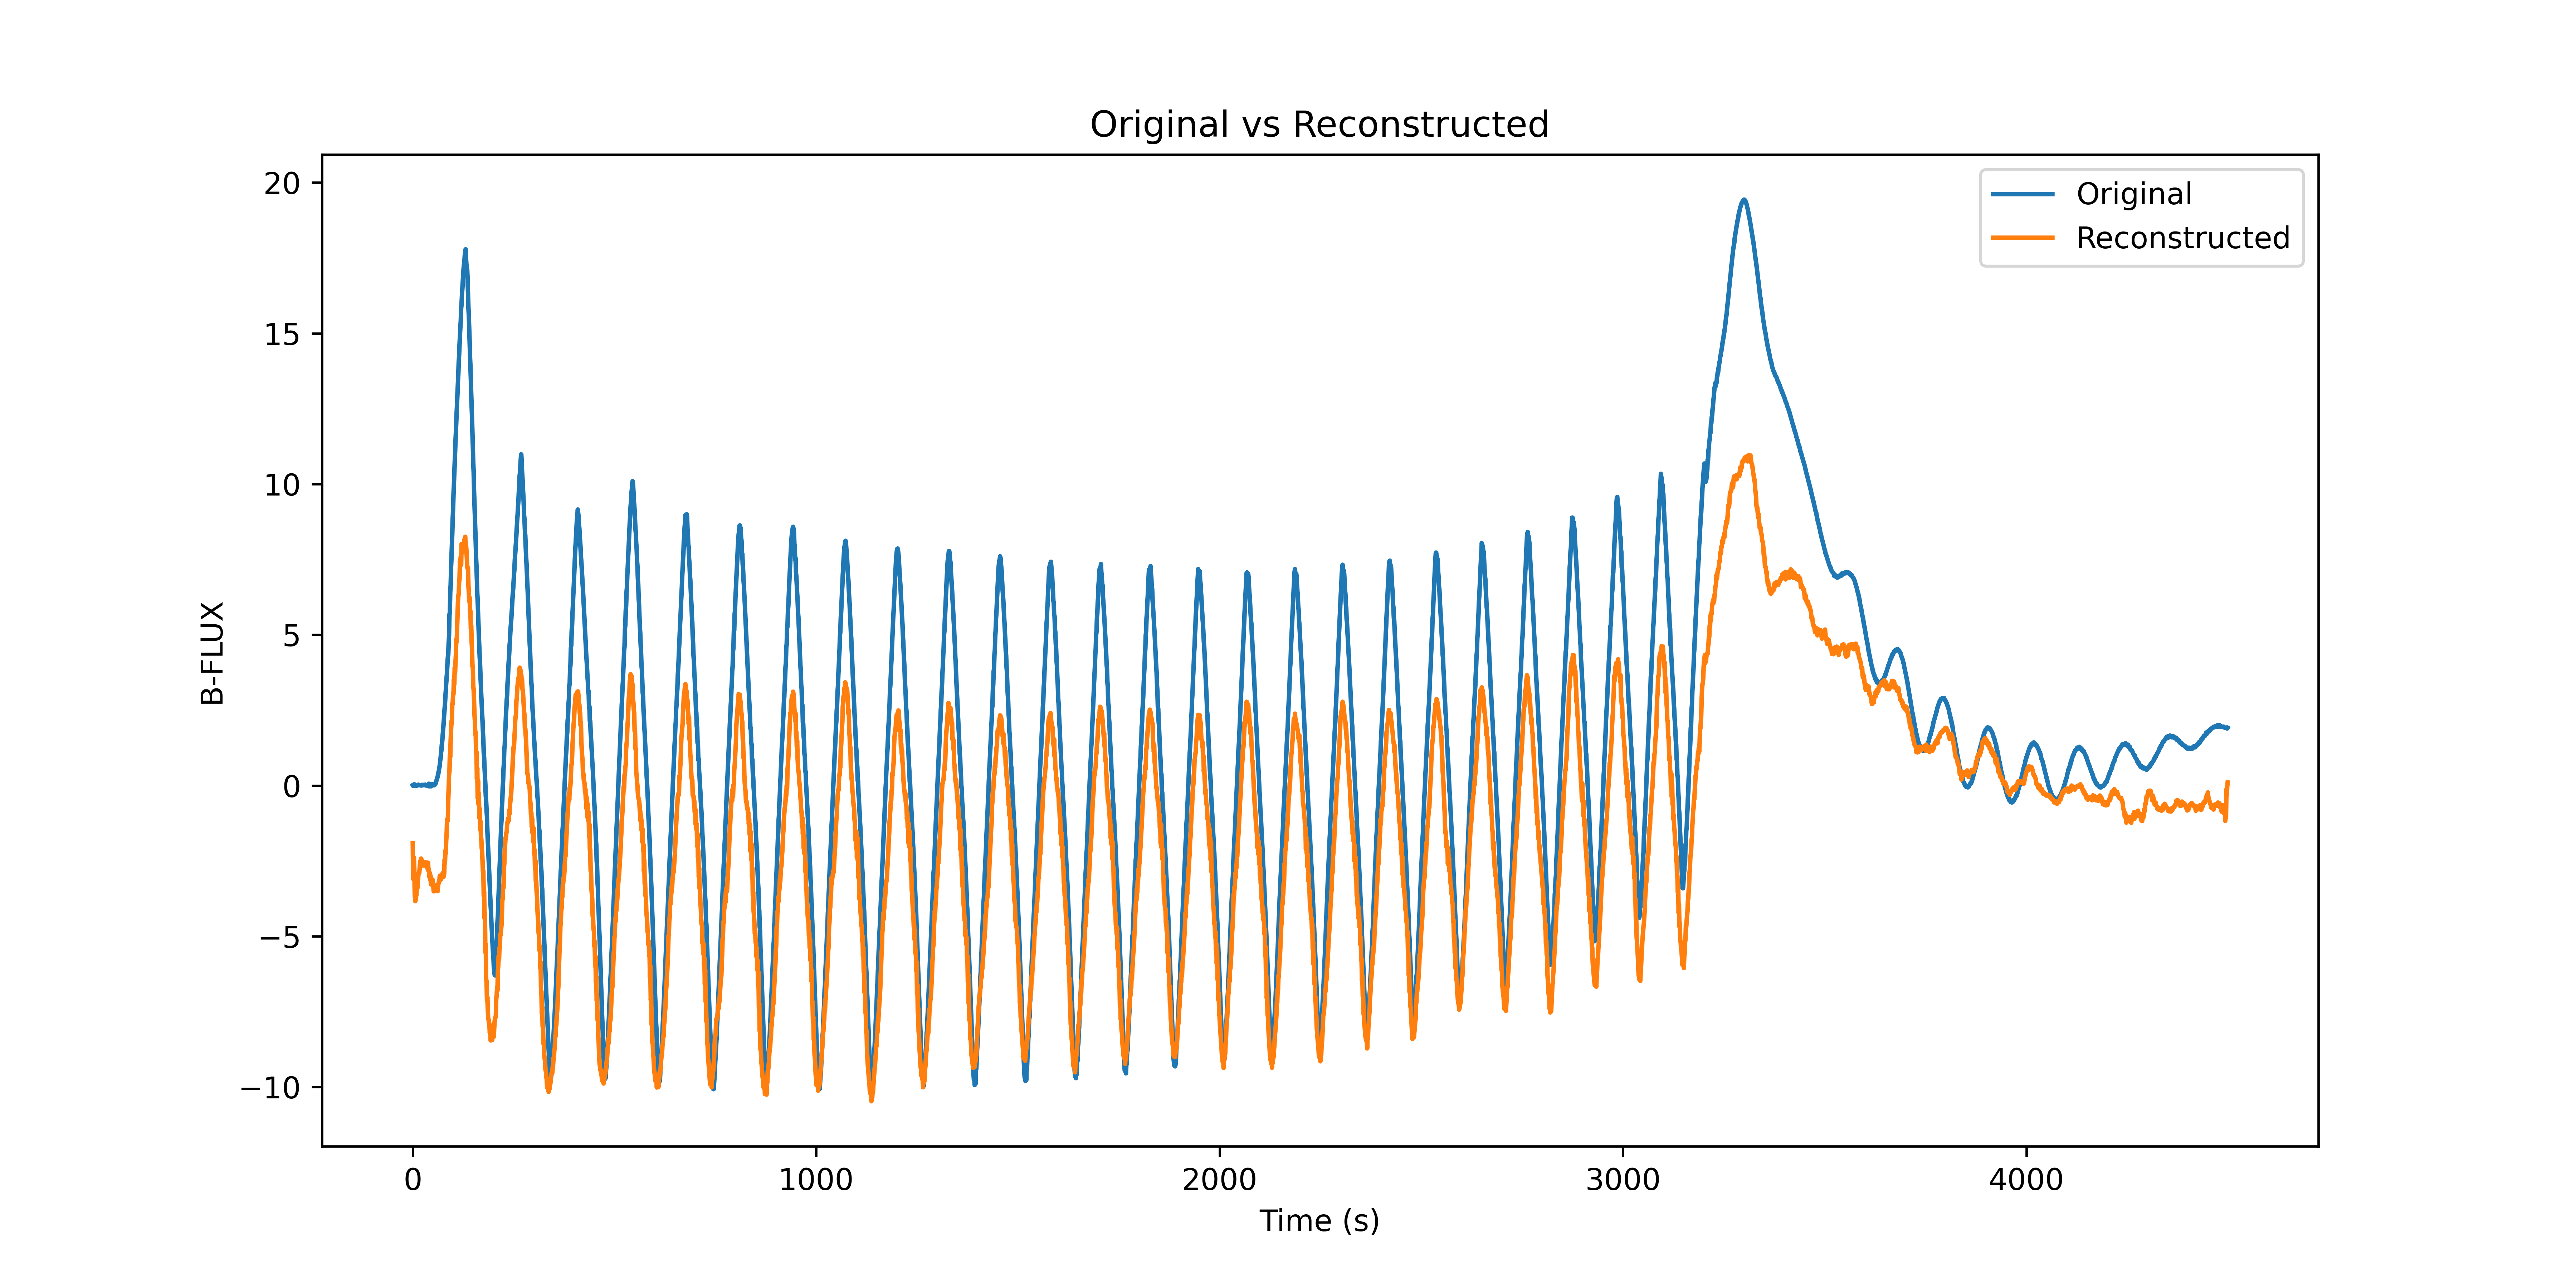 Original vs Reconstructed
Original
Reconstructed
B-FLUX
20
15
10
5
0
−5
−10
0
1000
2000
3000
4000
Time (s)